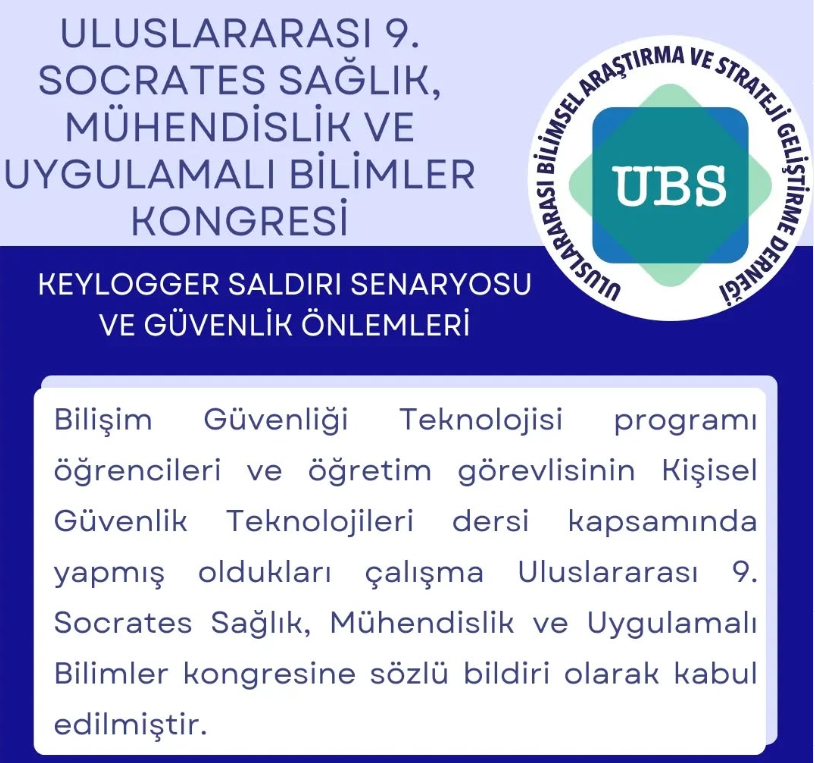 ULUSLARARASI 9.
SOCRATES SAĞLIK,
MÜHENDİSLİK VE
UYGULAMALI BİLİMLER
KONGRESİ
ULUSLARARASI BİLİMSEL ARAŞTIRMA VE STRATEJİ GELİŞTİRME DERNEĞİ
UBS
KEYLOGGER SALDIRI SENARYOSU
VE GÜVENLİK ÖNLEMLERİ
Bilişim Güvenliği Teknolojisi programı
öğrencileri ve öğretim görevlisinin Kişisel
Güvenlik Teknolojileri dersi kapsamında
yapmış oldukları çalışma Uluslararası 9.
Socrates Sağlık, Mühendislik ve Uygulamalı
Bilimler kongresine sözlü bildiri olarak kabul
edilmiştir.